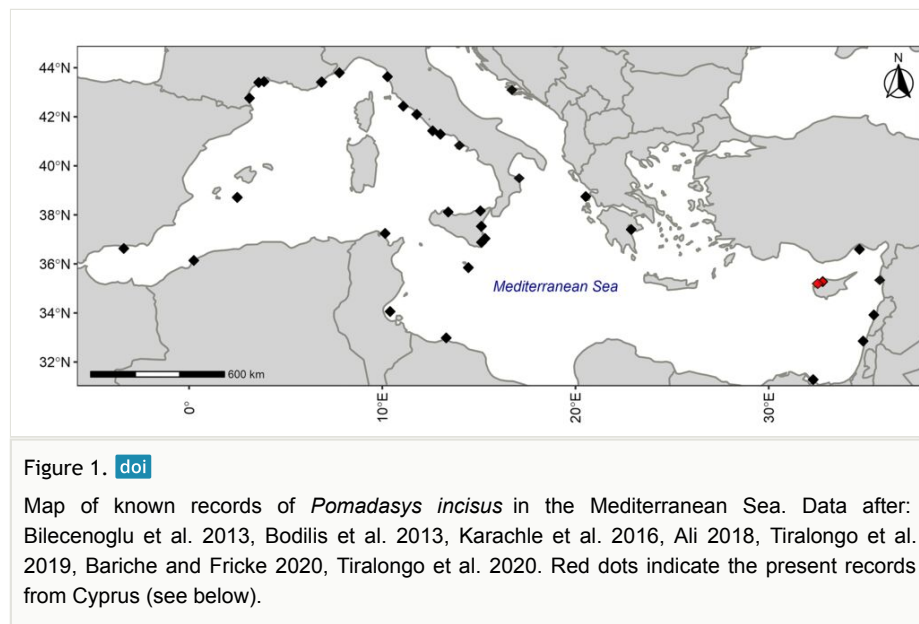 44°N
N
42°N
40°N
38°N
36°N
Mediterranean Sea
34°N
32°N
600 km
0°
10°E
20°E
30°E
Figure 1. doi
Map of known records of Pomadasys incisus in the Mediterranean Sea. Data after:
Bilecenoglu et al. 2013, Bodilis et al. 2013, Karachle et al. 2016, Ali 2018, Tiralongo et al.
2019, Bariche and Fricke 2020, Tiralongo et al. 2020. Red dots indicate the present records
from Cyprus (see below).